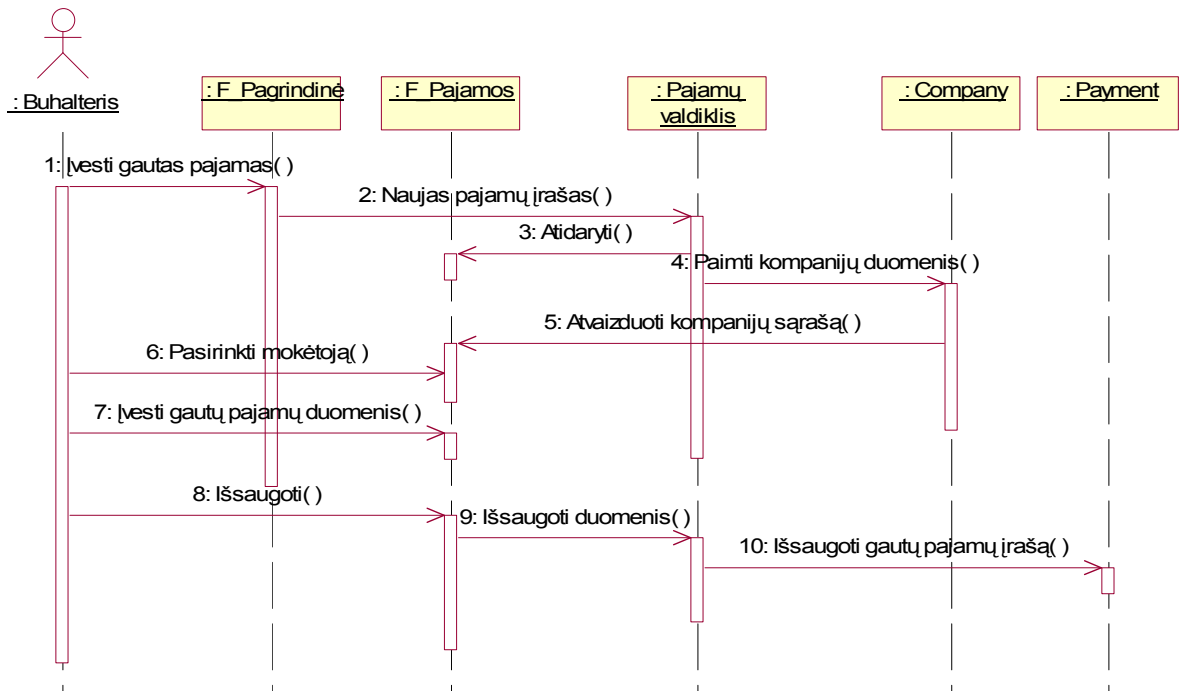 : Buhalteris
: F_Pagrindinė
: F_Pajamos
: Pajamų
valdiklis
: Company
: Payment
1: Įvesti gautas pajamas( )
2: Naujas pajamų įrašas( )
3: Atidaryti( )
4: Paimti kompanijų duomenis( )
5: Atvaizduoti kompanijų sąrašą( )
6: Pasirinkti mokėtoją( )
7: Įvesti gautų pajamų duomenis( )
8: Išsaugoti( )
9: Išsaugoti duomenis( )
10: Išsaugoti gautų pajamų įrašą( )